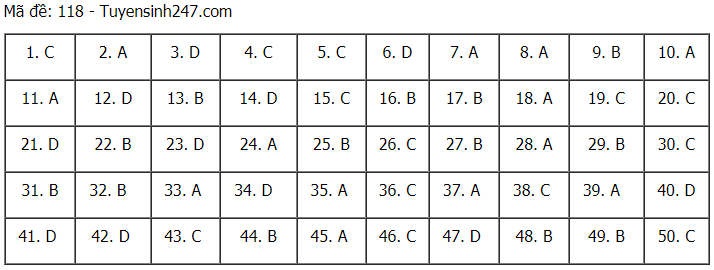 Mã đề: 118 - Tuyensinh247.com
1. C 2. A 3. D 4. C 5. C 6. D 7. A 8. A 9. B 10. A
11. A 12. D 13. B 14. D 15. C 16. B 17. B 18. A 19. C 20. C
21. D 22. B 23. D 24. A 25. B 26. C 27. B 28. A 29. B 30. C
31. B 32. B 33. A 34. D 35. A 36. C 37. A 38. C 39. A 40. D
41. D 42. D 43. C 44. B 45. A 46. C 47. D 48. B 49. B 50. C